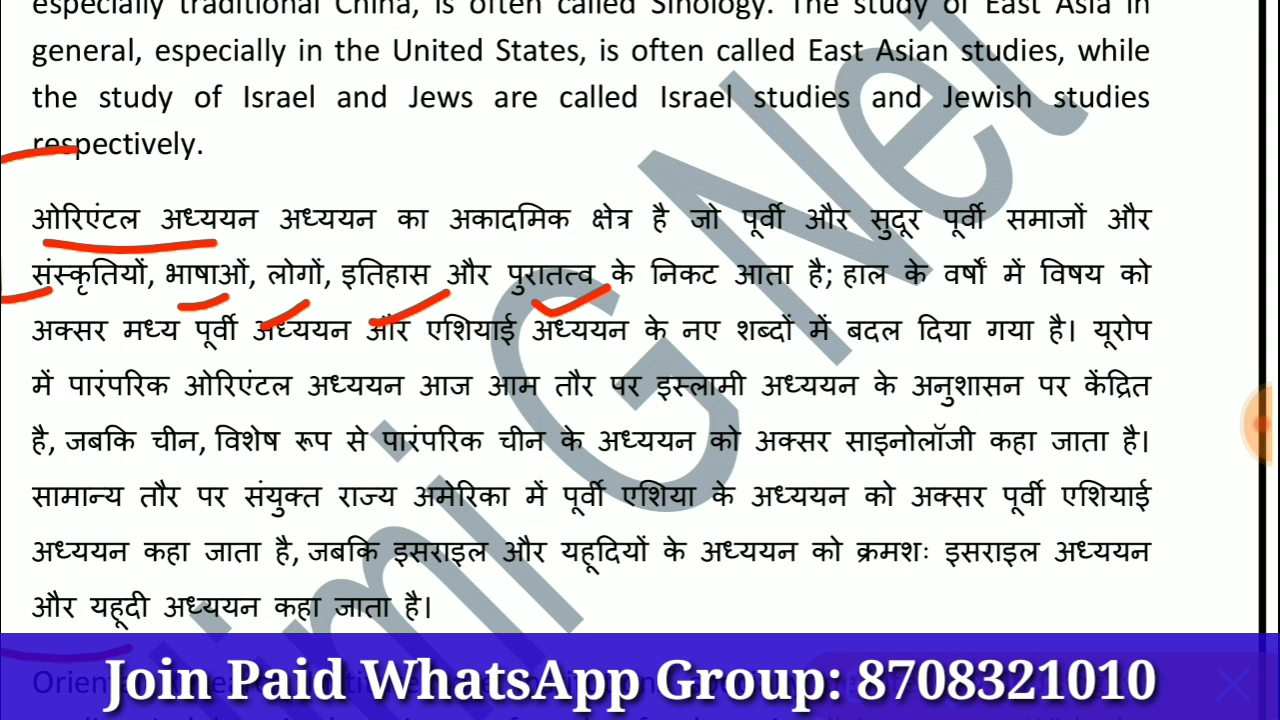 especially traditional China, is often called Sinology. The study of East Asia in
general, especially in the United States, is often called East Asian studies, while
the study of Israel and Jews are called Israel studies and Jewish studies
respectively.
ओरिएंटल अध्ययन अध्ययन का अकादमिक क्षेत्र है जो पूर्वी और सुदूर पूर्वी समाजों और
संस्कृतियों, भाषाओं, लोगों, इतिहास और पुरातत्व के निकट आता है; हाल के वर्षों में विषय को
अक्सर मध्य पूर्वी अध्ययन और एशियाई अध्ययन के नए शब्दों में बदल दिया गया है। यूरोप
में पारंपरिक ओरिएंटल अध्ययन आज आम तौर पर इस्लामी अध्ययन के अनुशासन पर केंद्रित
है, जबकि चीन, विशेष रूप से पारंपरिक चीन के अध्ययन को अक्सर साइनोलॉजी कहा जाता है।
सामान्य तौर पर संयुक्त राज्य अमेरिका में पूर्वी एशिया के अध्ययन को अक्सर पूर्वी एशियाई
अध्ययन कहा जाता है, जबकि इसराइल और यहूदियों के अध्ययन को क्रमशः इसराइल अध्ययन
और यहूदी अध्ययन कहा जाता है।
Join Paid WhatsApp Group: 8708321010